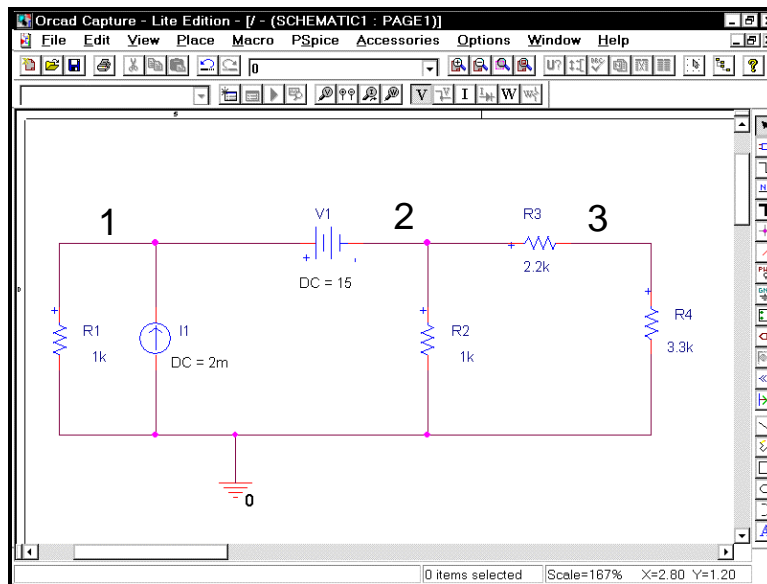 Orcad Capture - Lite Edition - [/ - (SCHEMATIC1 : PAGE1)]
File Edit View Place Macro PSpice Accessories Options Window Help
0
U?
V I W
1 2 3
V1
DC = 15
R3
2.2k
R1
1k
I1
DC = 2m
R2
1k
R4
3.3k
0
0 items selected Scale=167% X=2.80 Y=1.20